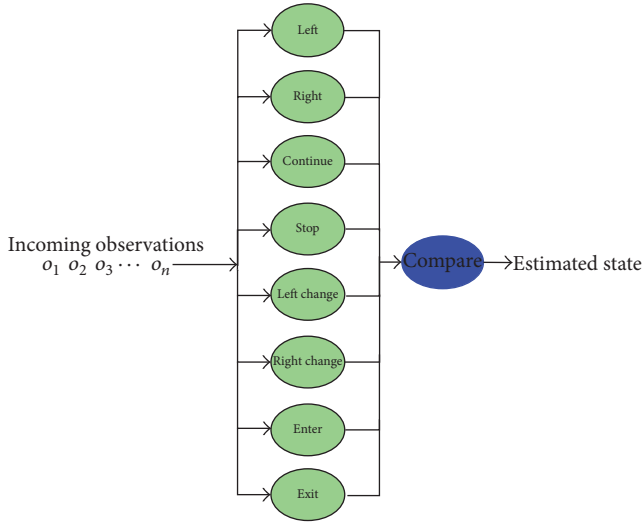 Left
Right
Continue
Stop
Incoming observations
o₁ o₂ o₃ ⋯ oₙ
Compare
Estimated state
Left change
Right change
Enter
Exit